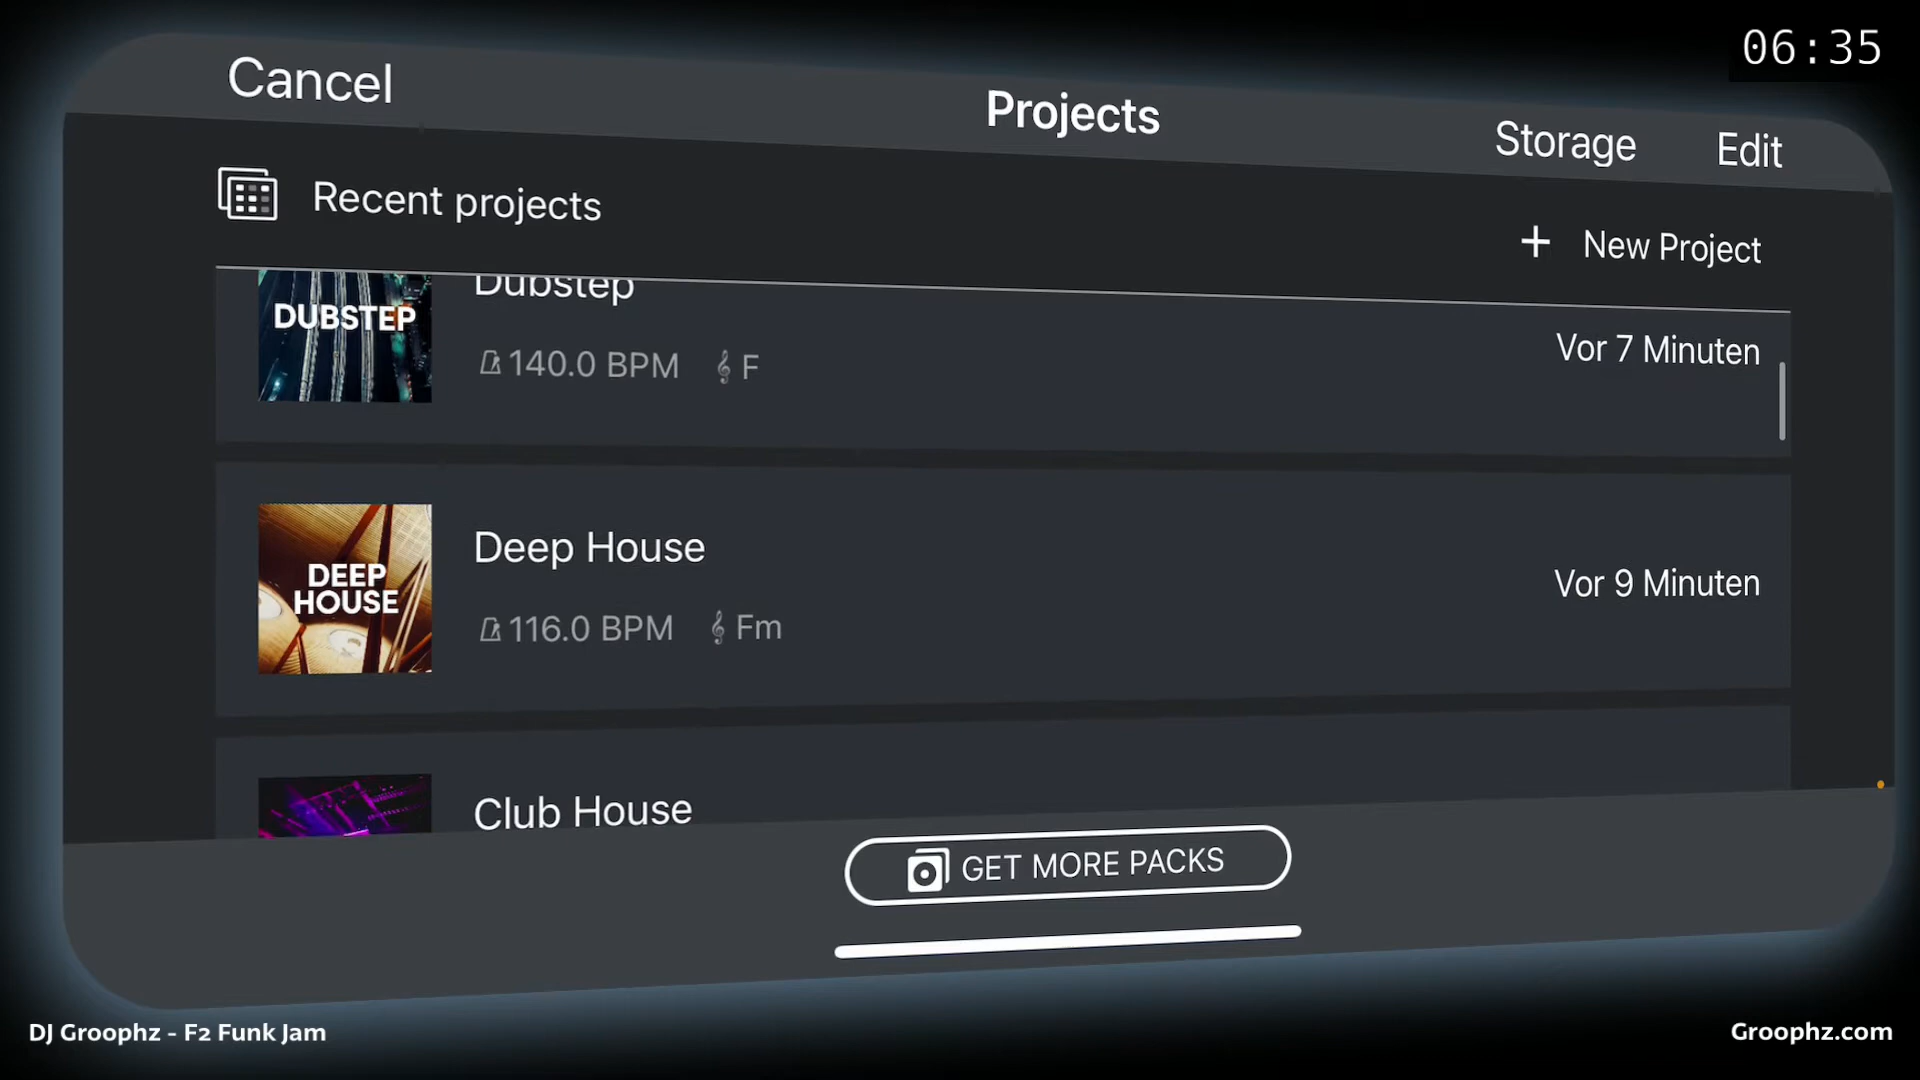 06:35
Cancel
Projects
Storage
Edit
Recent projects
New Project
DUBSTEP
Dubstep
140.0 BPM
F
Vor 7 Minuten
DEEP
HOUSE
Deep House
116.0 BPM
Fm
Vor 9 Minuten
Club House
GET MORE PACKS
DJ Groophz - F2 Funk Jam
Groophz.com